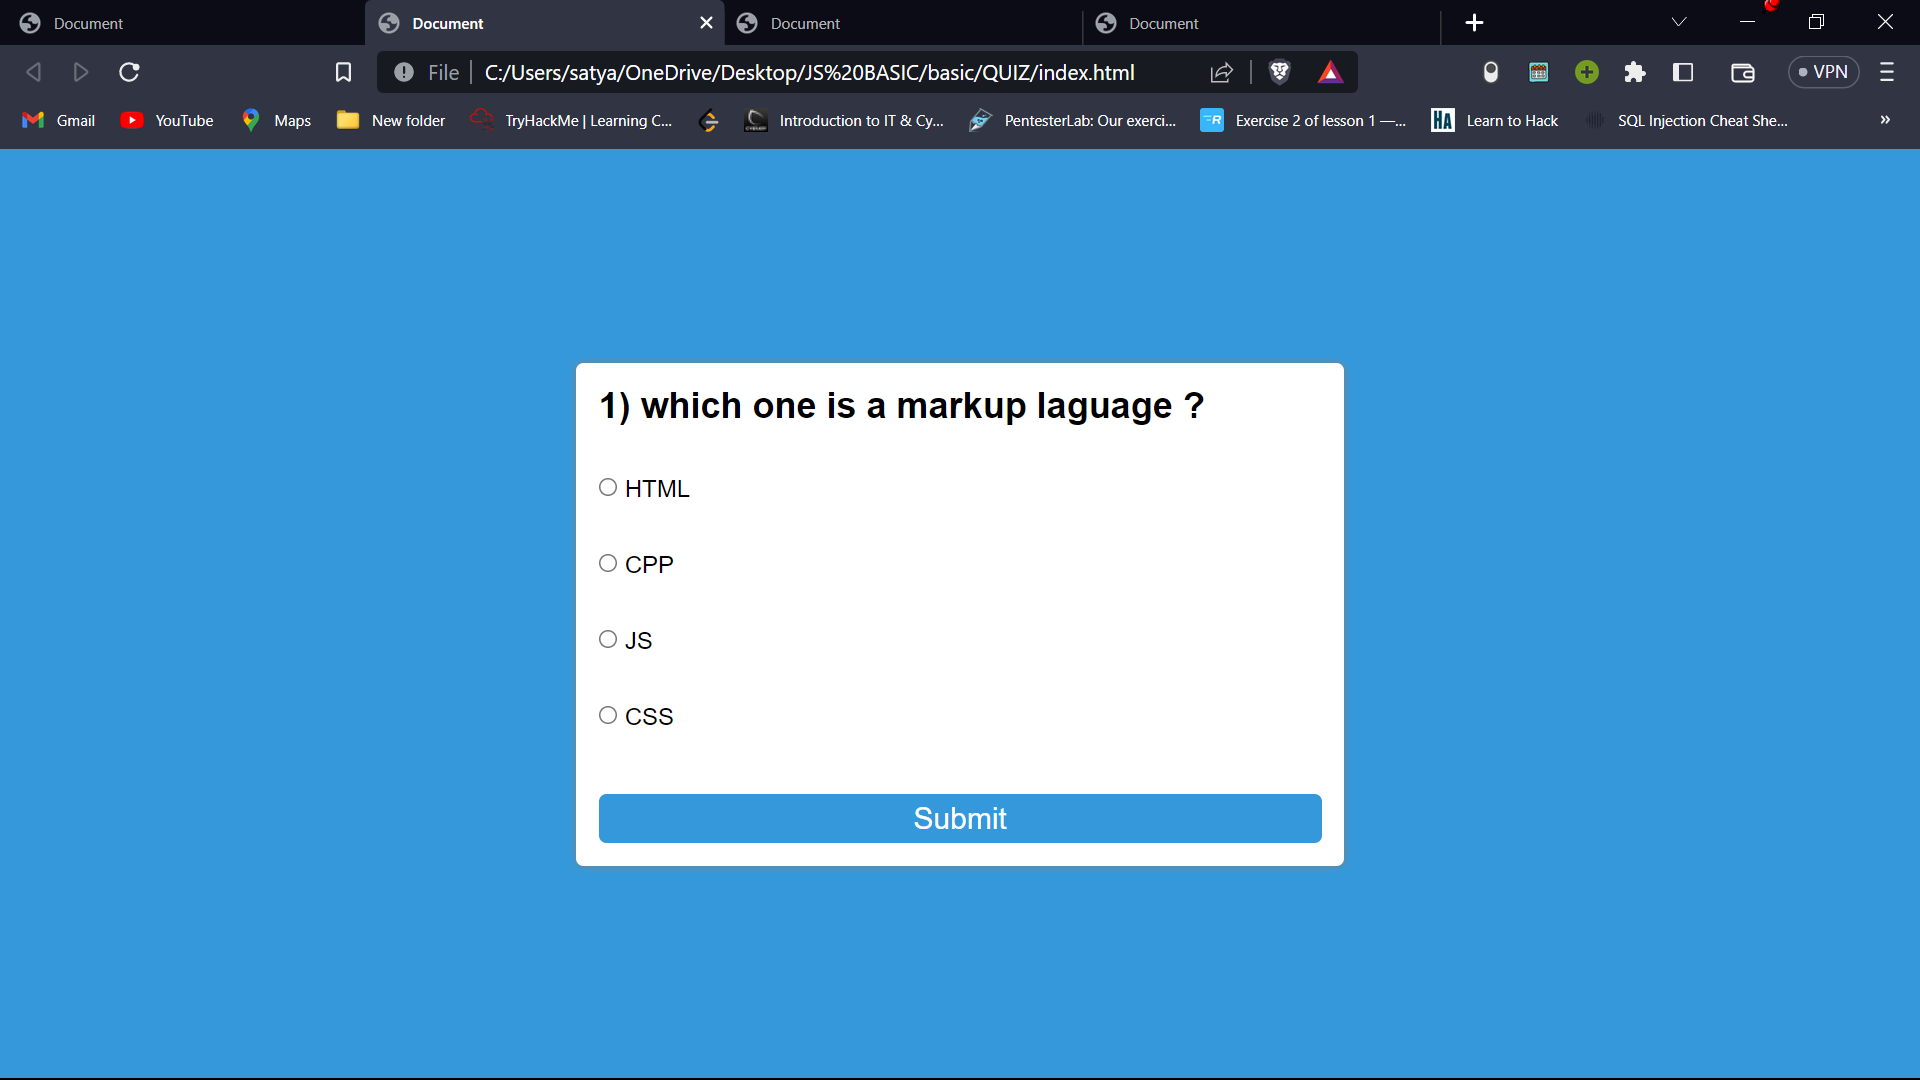 Document
Document
Document
Document
File
C:/Users/satya/OneDrive/Desktop/JS%20BASIC/basic/QUIZ/index.html
VPN
Gmail
YouTube
Maps
New folder
TryHackMe | Learning C...
Introduction to IT & Cy...
PentesterLab: Our exerci...
Exercise 2 of lesson 1 —...
HA
Learn to Hack
SQL Injection Cheat She...
»
1) which one is a markup laguage ?
HTML
CPP
JS
CSS
Submit